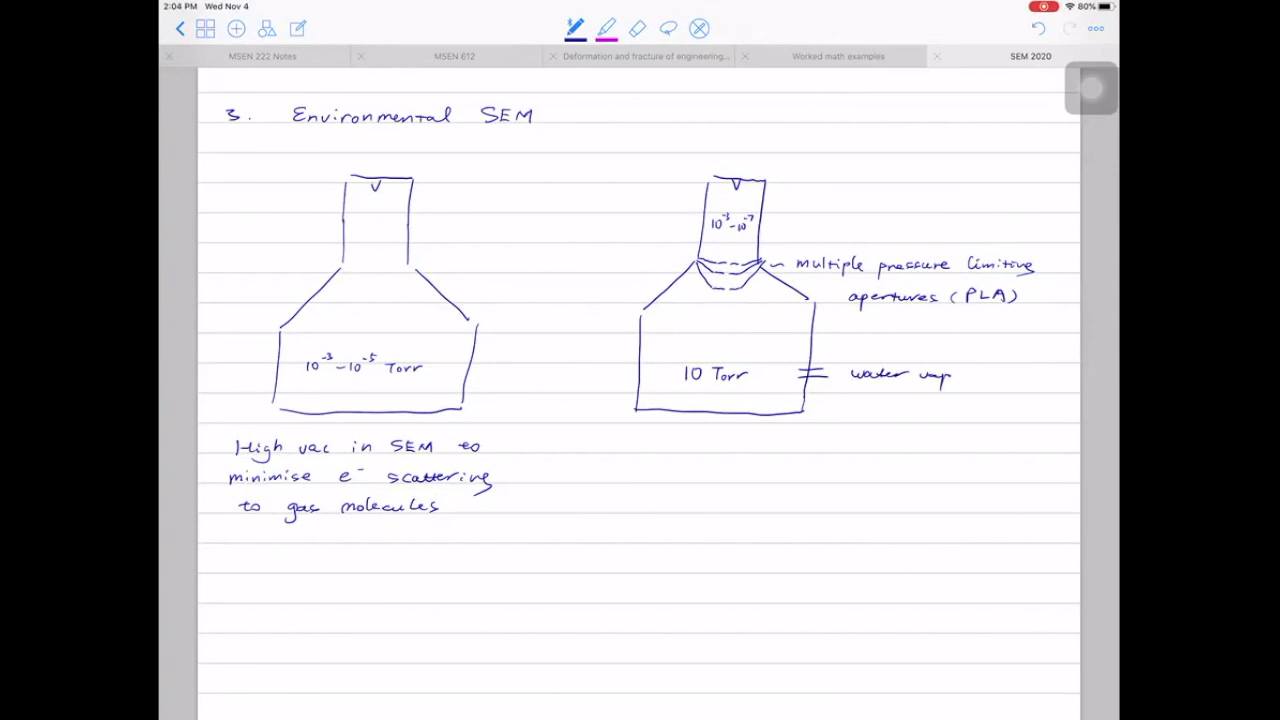 2:04 PM Wed Nov 4
80%
MSEN 222 Notes
MSEN 612
Deformation and fracture of engineering...
Worked math examples
SEM 2020
3. Environmental SEM
10⁻³-10⁻⁷
multiple pressure limiting
apertures (PLA)
10⁻³-10⁻⁵ Torr
10 Torr
water vap
High vac in SEM to
minimise e⁻ scattering
to gas molecules